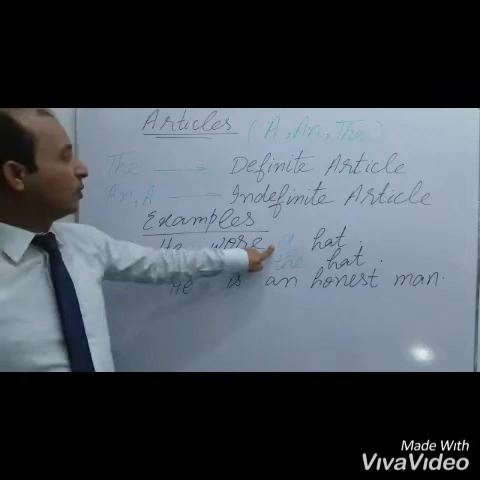 Articles (A, An, The)
The → Definite Article
An, A → Indefinite Article
Examples
He wore a hat.
the hat.
He is an honest man.
Made With
VivaVideo